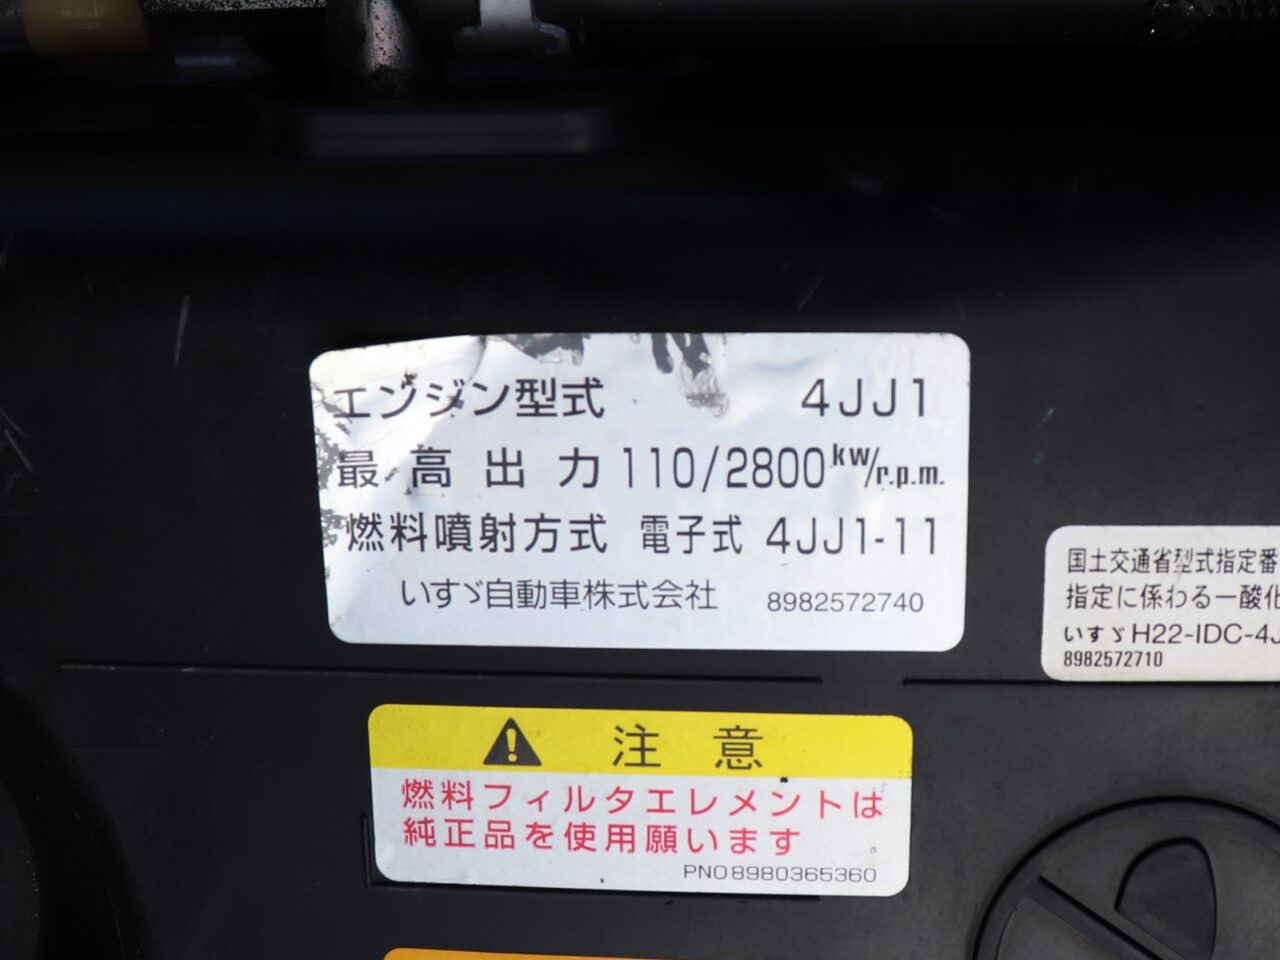 エンジン型式 4JJ1
最高出力 110/2800kw/r.p.m.
燃料噴射方式 電子式 4JJ1-11
いすゞ自動車株式会社 8982572740
国土交通省型式指定番
指定に係わる一酸化
いすゞH22-IDC-4J
8982572710
注意
燃料フィルタエレメントは
純正品を使用願います
PNO8980365360